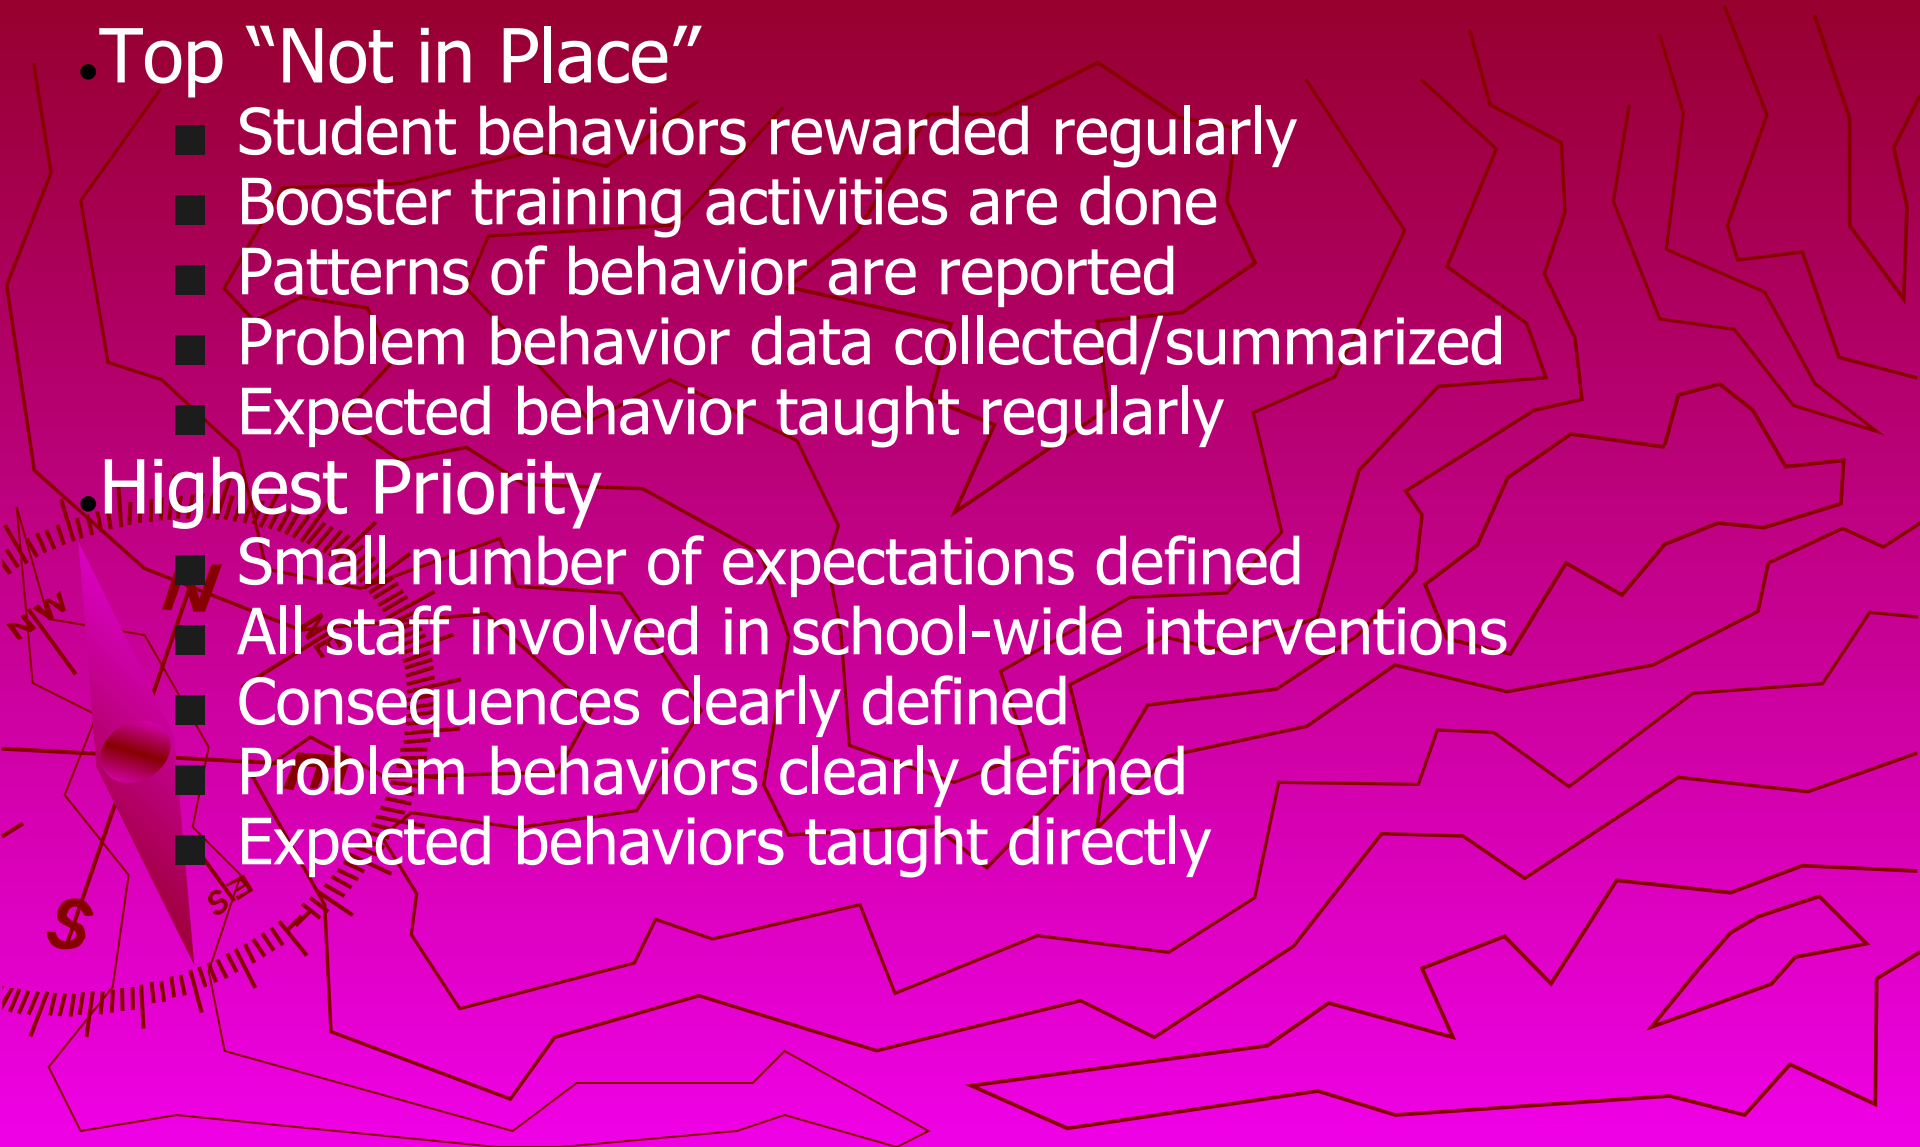 Top “Not in Place”
Student behaviors rewarded regularly
Booster training activities are done
Patterns of behavior are reported
Problem behavior data collected/summarized
Expected behavior taught regularly
Highest Priority
Small number of expectations defined
All staff involved in school-wide interventions
Consequences clearly defined
Problem behaviors clearly defined
Expected behaviors taught directly
NW
N
S